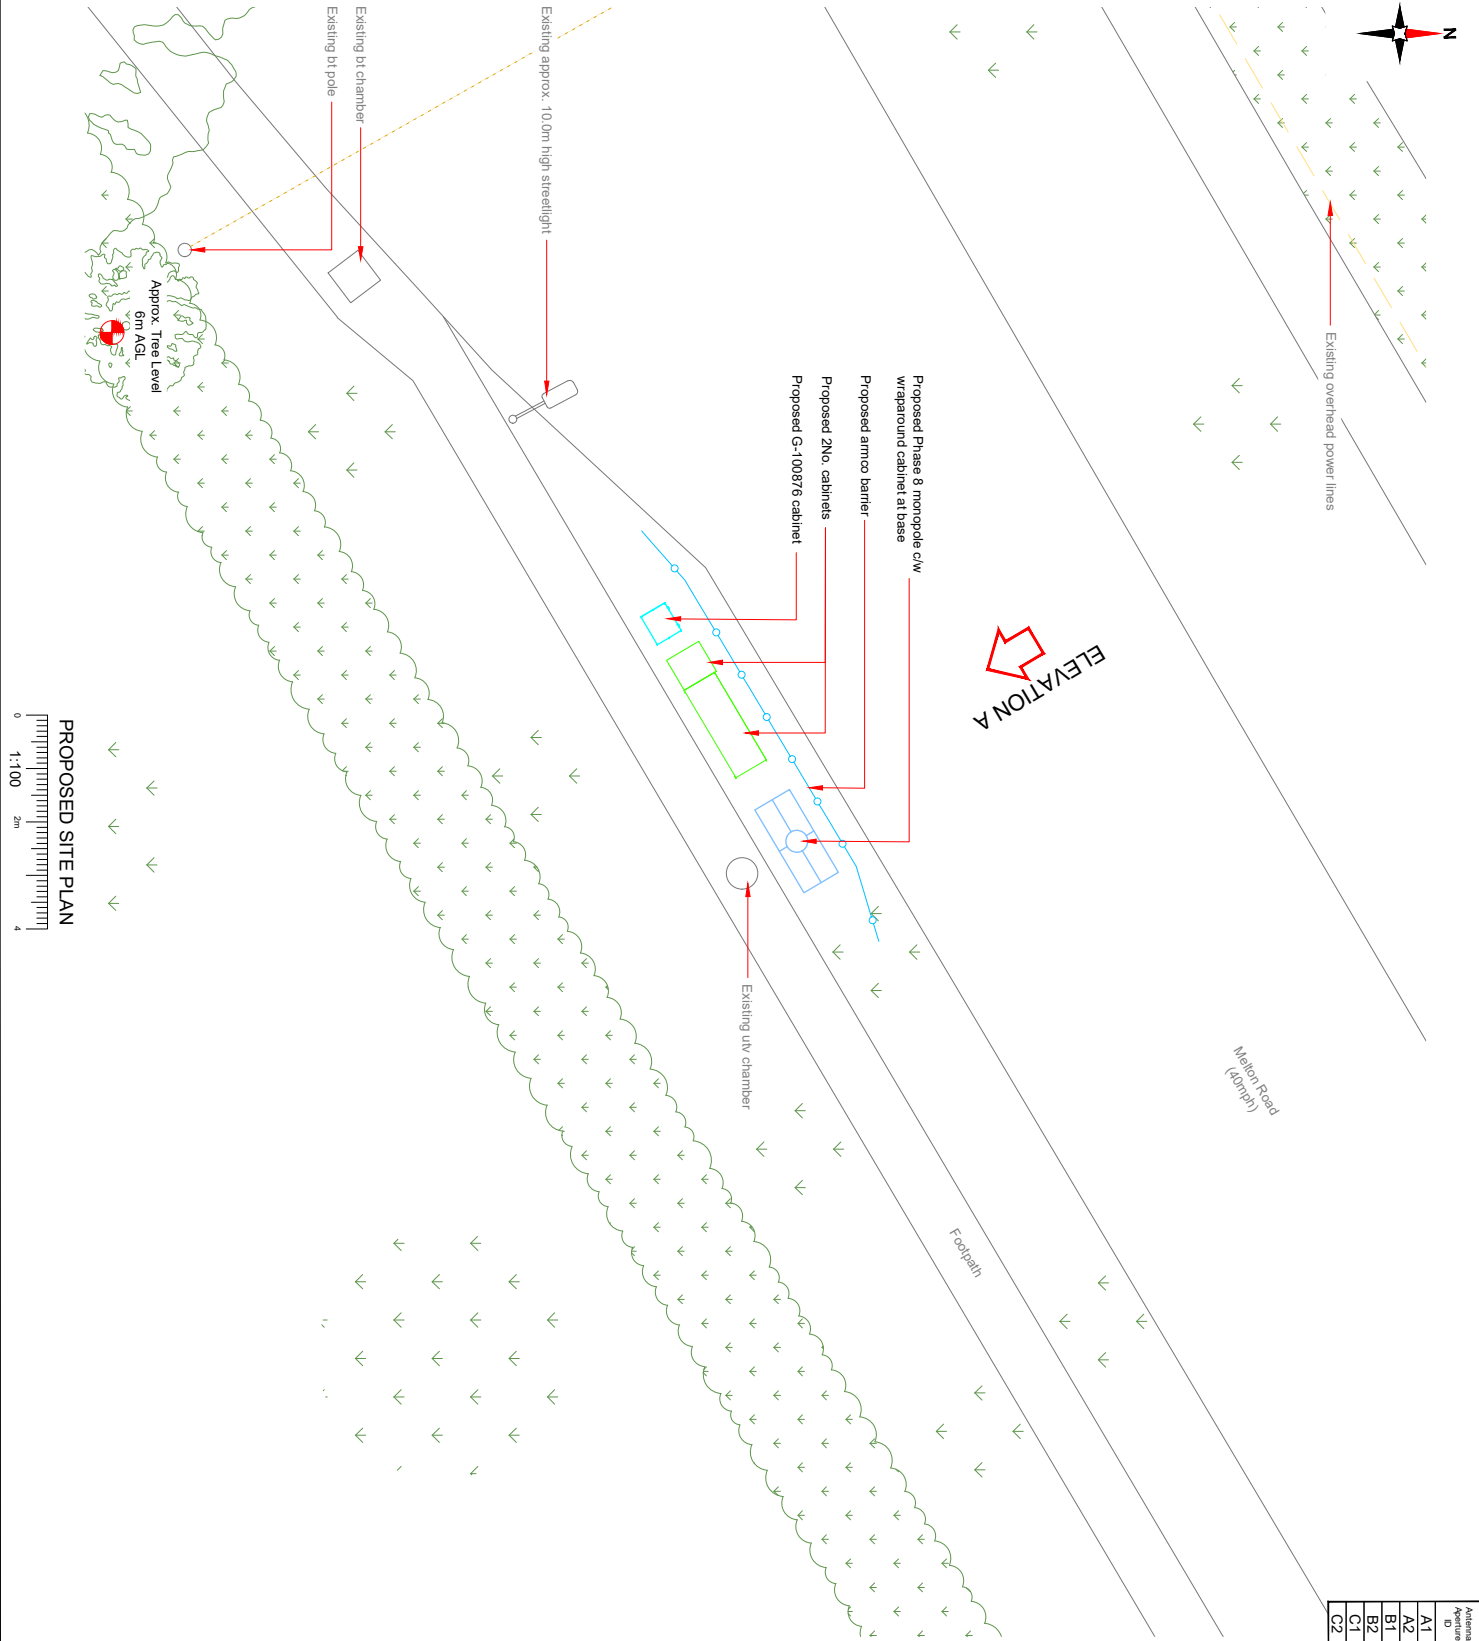 N
Existing overhead power lines
Existing approx. 10.0m high streetlight
Existing bt chamber
Existing bt pole
Approx. Tree Level
6m AGL
Proposed Phase 8 monopole c/w
wraparound cabinet at base
Proposed armco barrier
Proposed 2No. cabinets
Proposed G-100876 cabinet
ELEVATION A
Existing utv chamber
Melton Road
(40mph)
Footpath
PROPOSED SITE PLAN
0 2m 4
1:100
Antenna
Aperture
ID
A1
A2
B1
B2
C1
C2